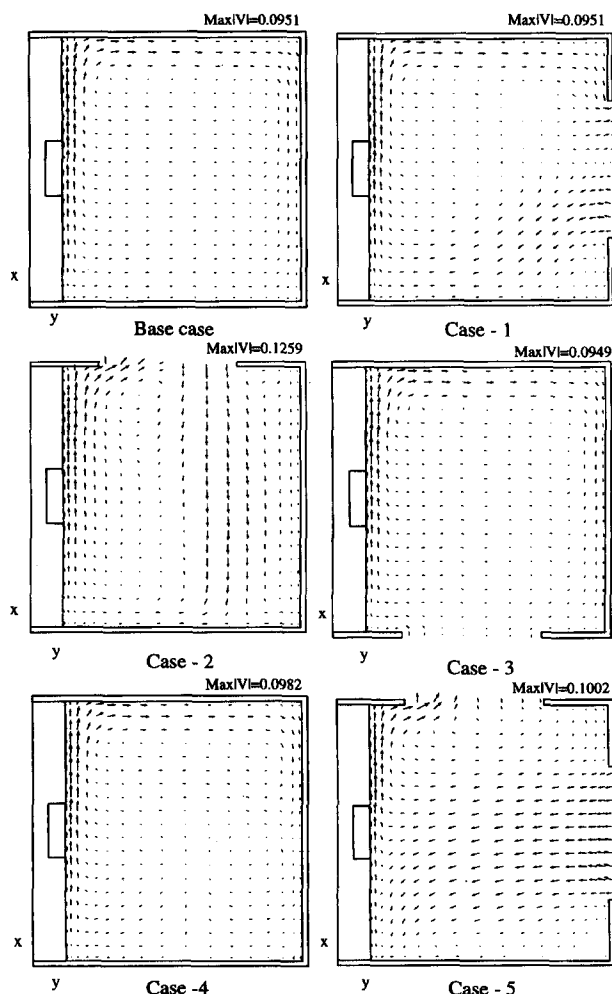 Max|V|=0.0951
Max|V|=0.0951
x
y
Base case
x
y
Case - 1
Max|V|=0.1259
Max|V|=0.0949
x
y
Case - 2
x
y
Case - 3
Max|V|=0.0982
Max|V|=0.1002
x
y
Case -4
x
y
Case - 5